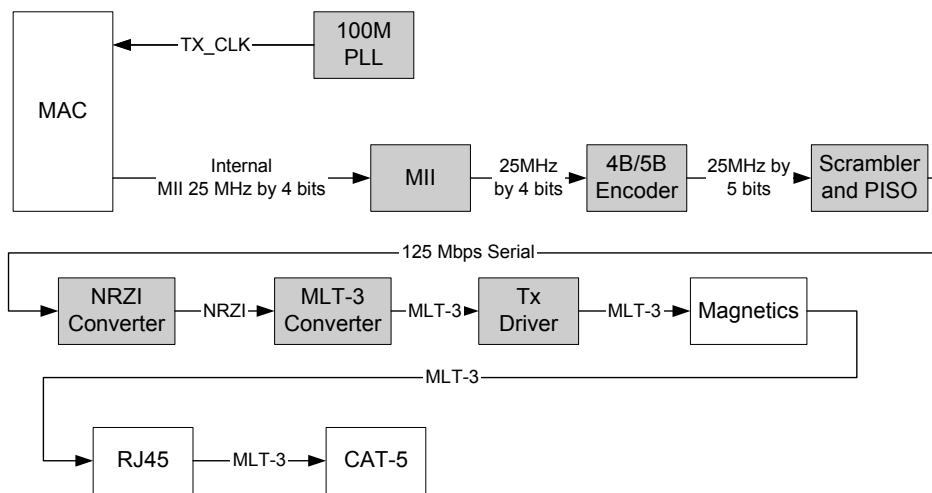 TX_CLK
100M
PLL
MAC
Internal
MII 25 MHz by 4 bits
MII
25MHz
by 4 bits
4B/5B
Encoder
25MHz by
5 bits
Scrambler
and PISO
125 Mbps Serial
NRZI
Converter
NRZI
MLT-3
Converter
MLT-3
Tx
Driver
MLT-3
Magnetics
MLT-3
RJ45
MLT-3
CAT-5